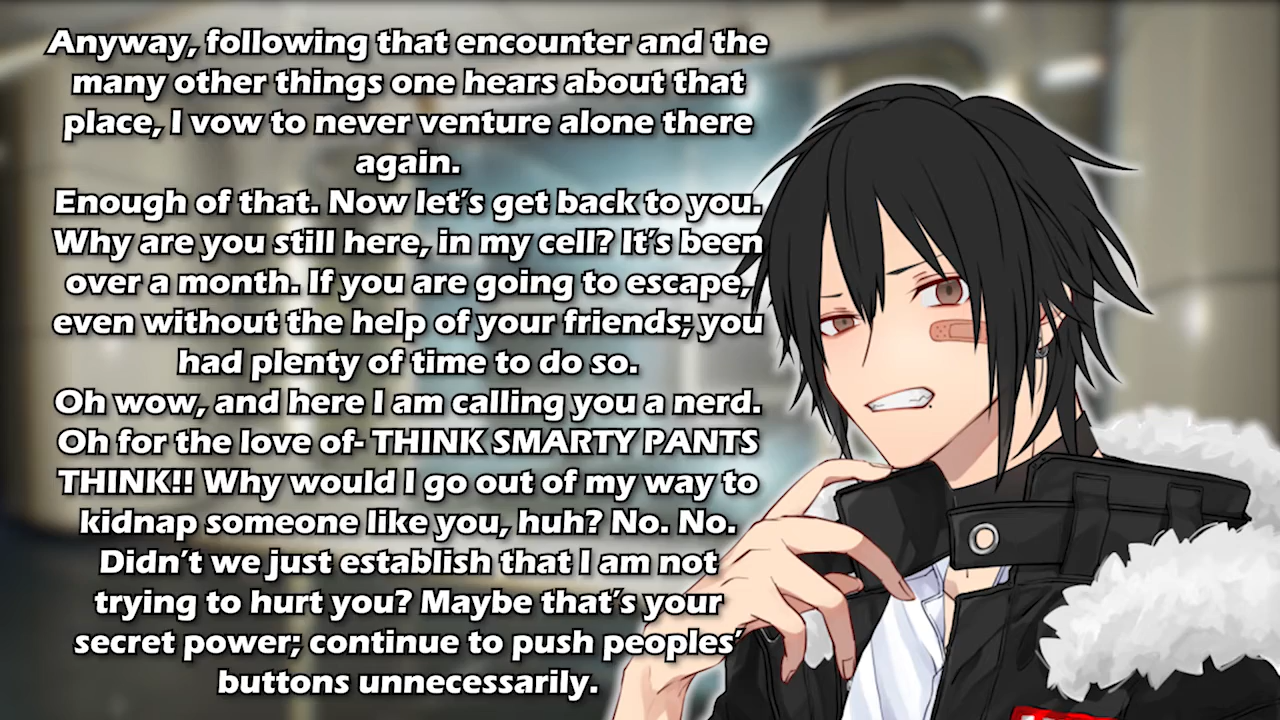 Anyway, following that encounter and the
many other things one hears about that
place, I vow to never venture alone there
again.
Enough of that. Now let's get back to you.
Why are you still here, in my cell? It's been
over a month. If you are going to escape,
even without the help of your friends; you
had plenty of time to do so.
Oh wow, and here I am calling you a nerd.
Oh for the love of- THINK SMARTY PANTS
THINK!! Why would I go out of my way to
kidnap someone like you, huh? No. No.
Didn't we just establish that I am not
trying to hurt you? Maybe that's your
secret power; continue to push peoples'
buttons unnecessarily.